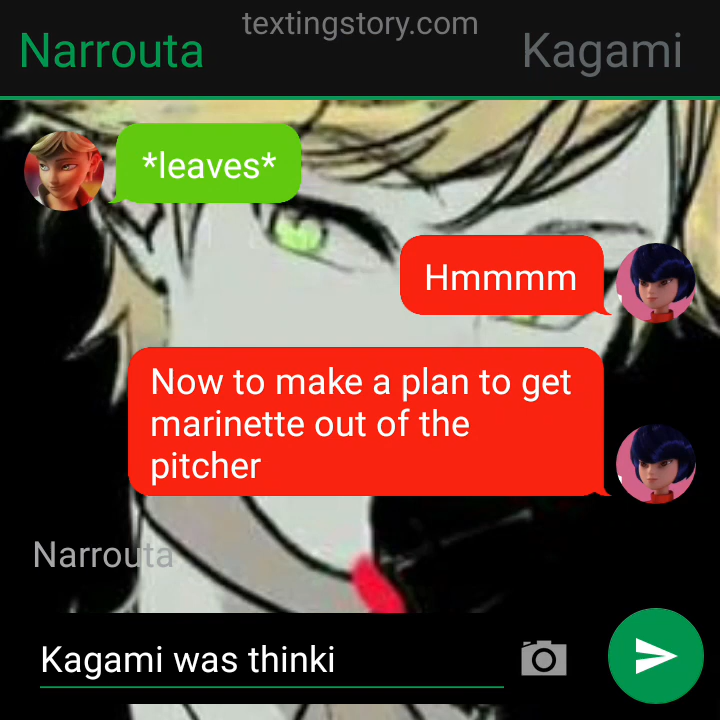 textingstory.com
Narrouta
Kagami
*leaves*
Hmmmm
Now to make a plan to get
marinette out of the
pitcher
Narrouta
Kagami was thinki